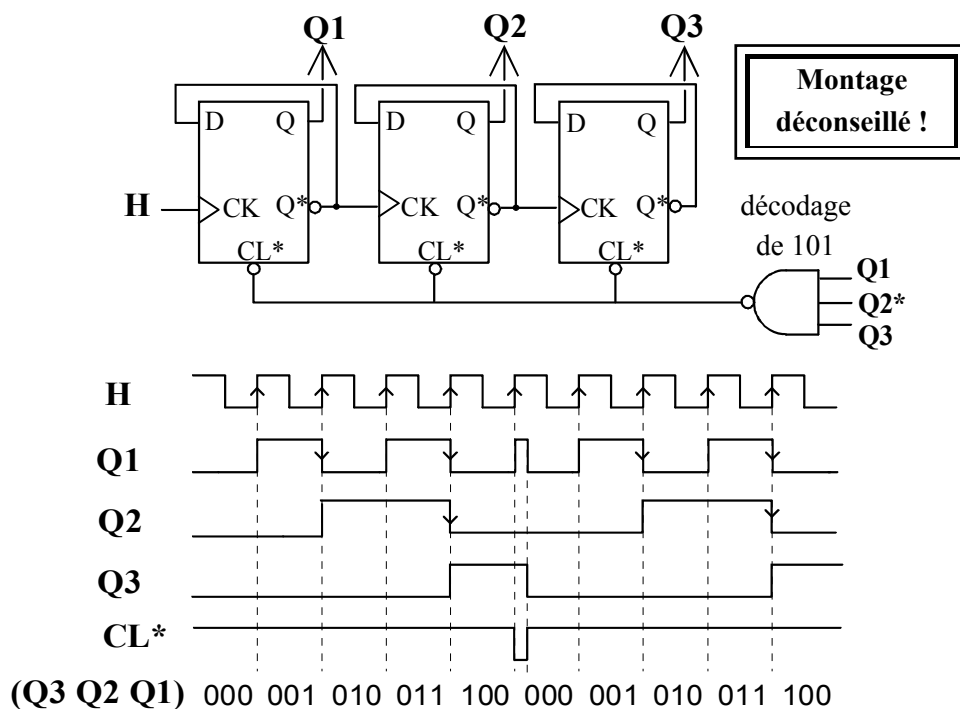 Q1 Q2 Q3
Montage
déconseillé !
D Q D Q D Q
H CK Q* CK Q* CK Q*
CL* CL* CL*
décodage
de 101
Q1
Q2*
Q3
H
Q1
Q2
Q3
CL*
(Q3 Q2 Q1) 000 001 010 011 100 000 001 010 011 100